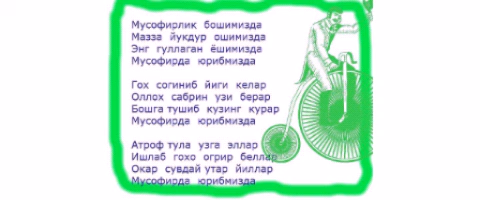 Мусофирлик бошимизда
Мазза йукдур ошимизда
Энг гуллаган ёшимизда
Мусофирда юрибмизда
Гох согиниб йиги келар
Оллох сабрин узи берар
Бошга тушиб кузинг курар
Мусофирда юрибмизда
Атроф тула узга эллар
Ишлаб гохо огрир беллар
Окар сувдай утар йиллар
Мусофирда юрибмизда